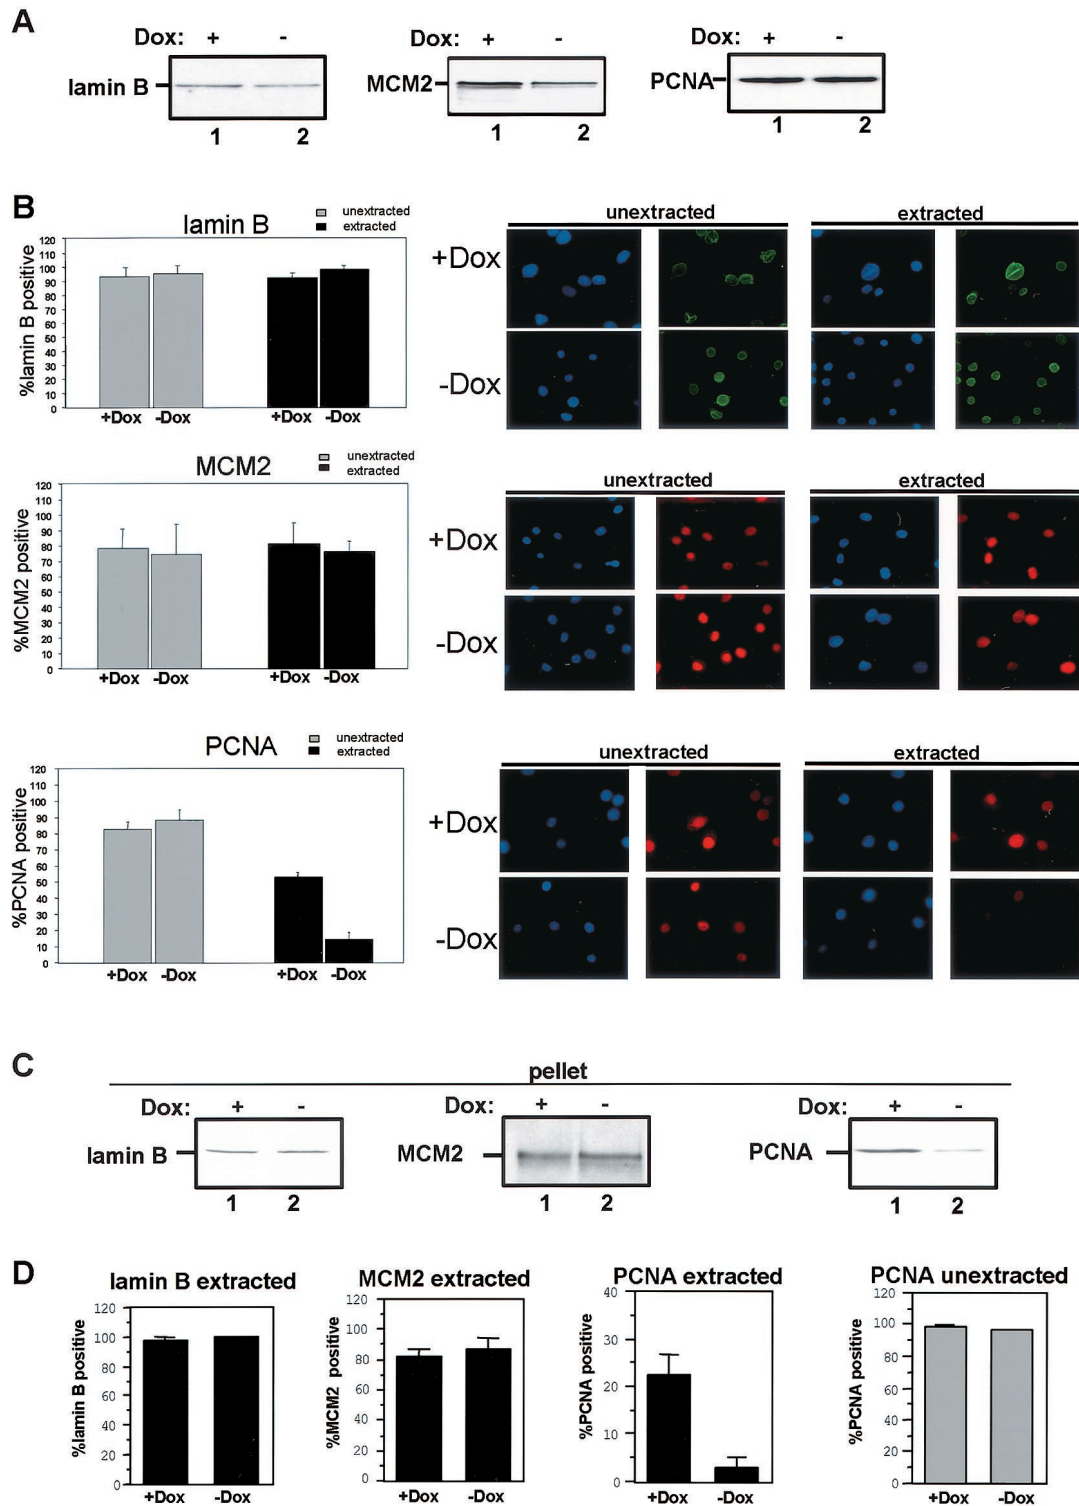 A
Dox: + -
lamin B
1 2
Dox: + -
MCM2
1 2
Dox: + -
PCNA
1 2
B
lamin B
unextracted
extracted
%lamin B positive
120
110
100
90
80
70
60
50
40
30
20
10
0
+Dox -Dox +Dox -Dox
unextracted extracted
+Dox
-Dox
MCM2
unextracted
extracted
%MCM2 positive
120
110
100
90
80
70
60
50
40
30
20
10
0
+Dox -Dox +Dox -Dox
unextracted extracted
+Dox
-Dox
PCNA
unextracted
extracted
%PCNA positive
120
110
100
90
80
70
60
50
40
30
20
10
0
+Dox -Dox +Dox -Dox
unextracted extracted
+Dox
-Dox
C
pellet
Dox: + -
lamin B
1 2
Dox: + -
MCM2
1 2
Dox: + -
PCNA
1 2
D
lamin B extracted
%lamin B positive
120
100
80
60
40
20
0
+Dox -Dox
MCM2 extracted
%MCM2 positive
120
100
80
60
40
20
0
+Dox -Dox
PCNA extracted
%PCNA positive
40
30
20
10
0
+Dox -Dox
PCNA unextracted
%PCNA positive
120
100
80
60
40
20
0
+Dox -Dox